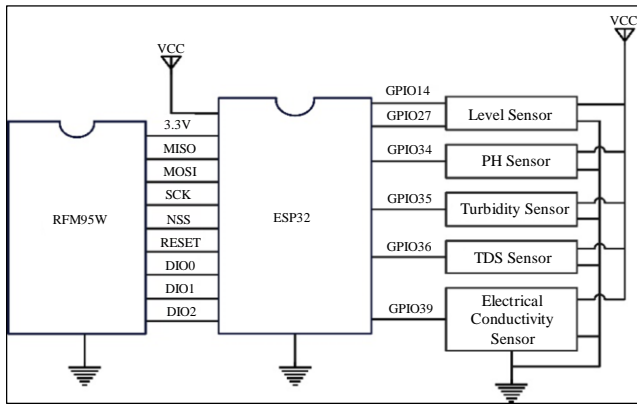 VCC
VCC
GPIO14
GPIO27
Level Sensor
3.3V
MISO
GPIO34
PH Sensor
MOSI
SCK
GPIO35
Turbidity Sensor
RFM95W
NSS
ESP32
RESET
GPIO36
TDS Sensor
DIO0
DIO1
GPIO39
Electrical
Conductivity
Sensor
DIO2